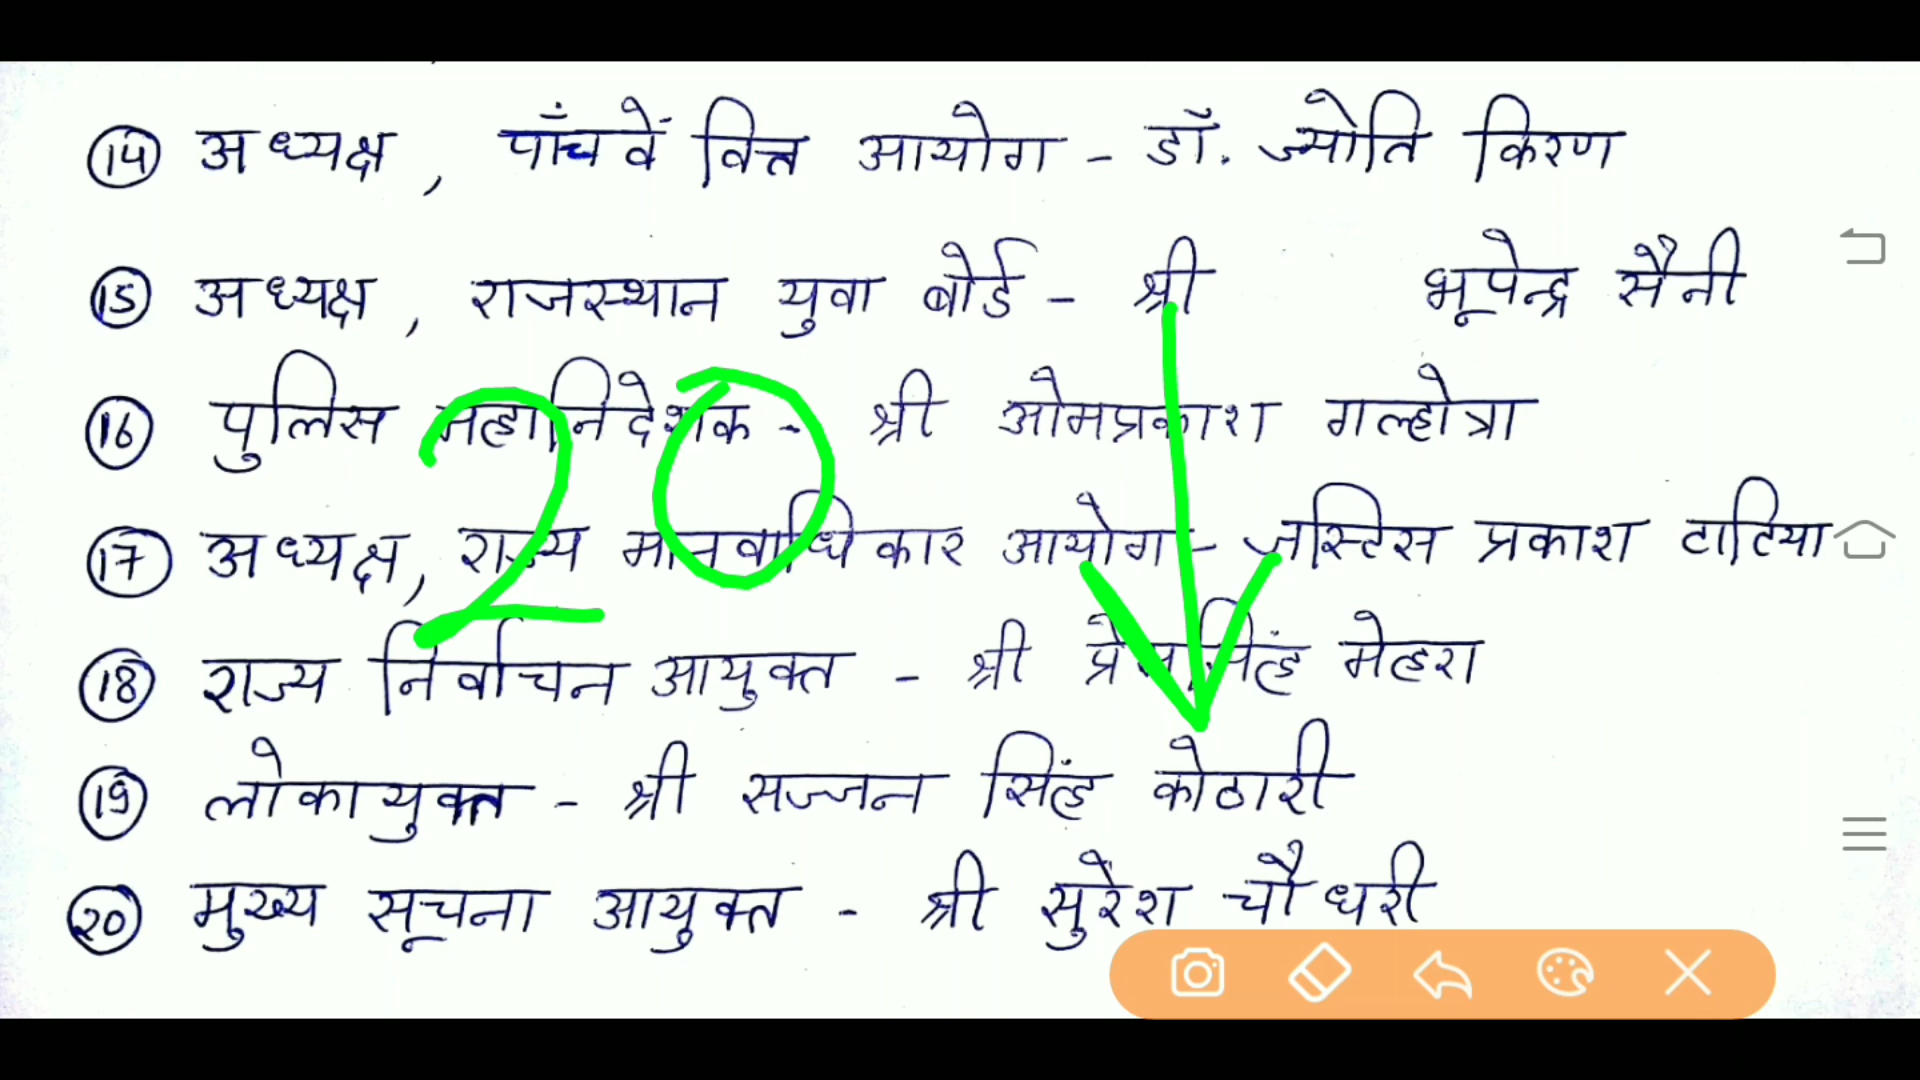 14 अध्यक्ष, पाँचवें वित्त आयोग - डॉ. ज्योति किरण
15 अध्यक्ष, राजस्थान युवा बोर्ड - श्री भूपेन्द्र सैनी
16 पुलिस महानिदेशक - श्री ओमप्रकाश गल्होत्रा
20
17 अध्यक्ष, राज्य मानवाधिकार आयोग - जस्टिस प्रकाश टाटिया
18 राज्य निर्वाचन आयुक्त - श्री प्रेमसिंह मेहरा
19 लोकायुक्त - श्री सज्जन सिंह कोठारी
20 मुख्य सूचना आयुक्त - श्री सुरेश चौधरी